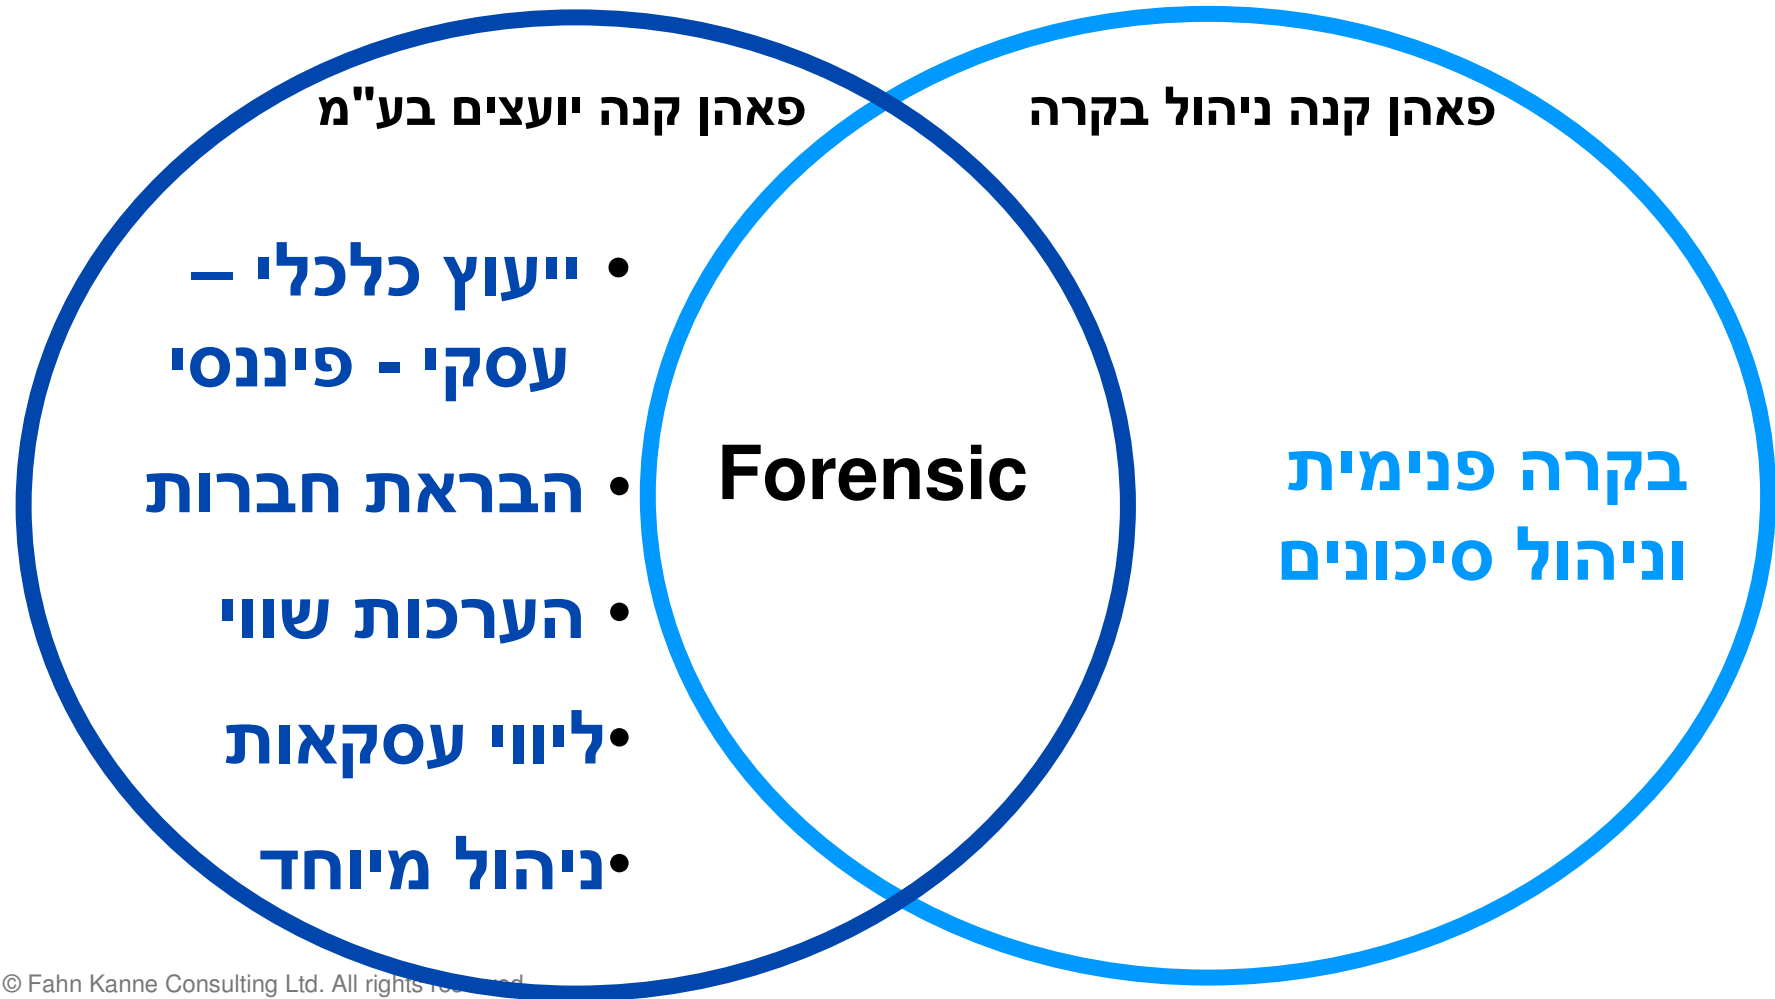 פאהן קנה ניהול בקרה
פאהן קנה יועצים בע"מ
• ייעוץ כלכלי –
עסקי - פיננסי
• הבראת חברות
• הערכות שווי
•ליווי עסקאות
•ניהול מיוחד
Forensic
בקרה פנימית
וניהול סיכונים
© Fahn Kanne Consulting Ltd. All rights